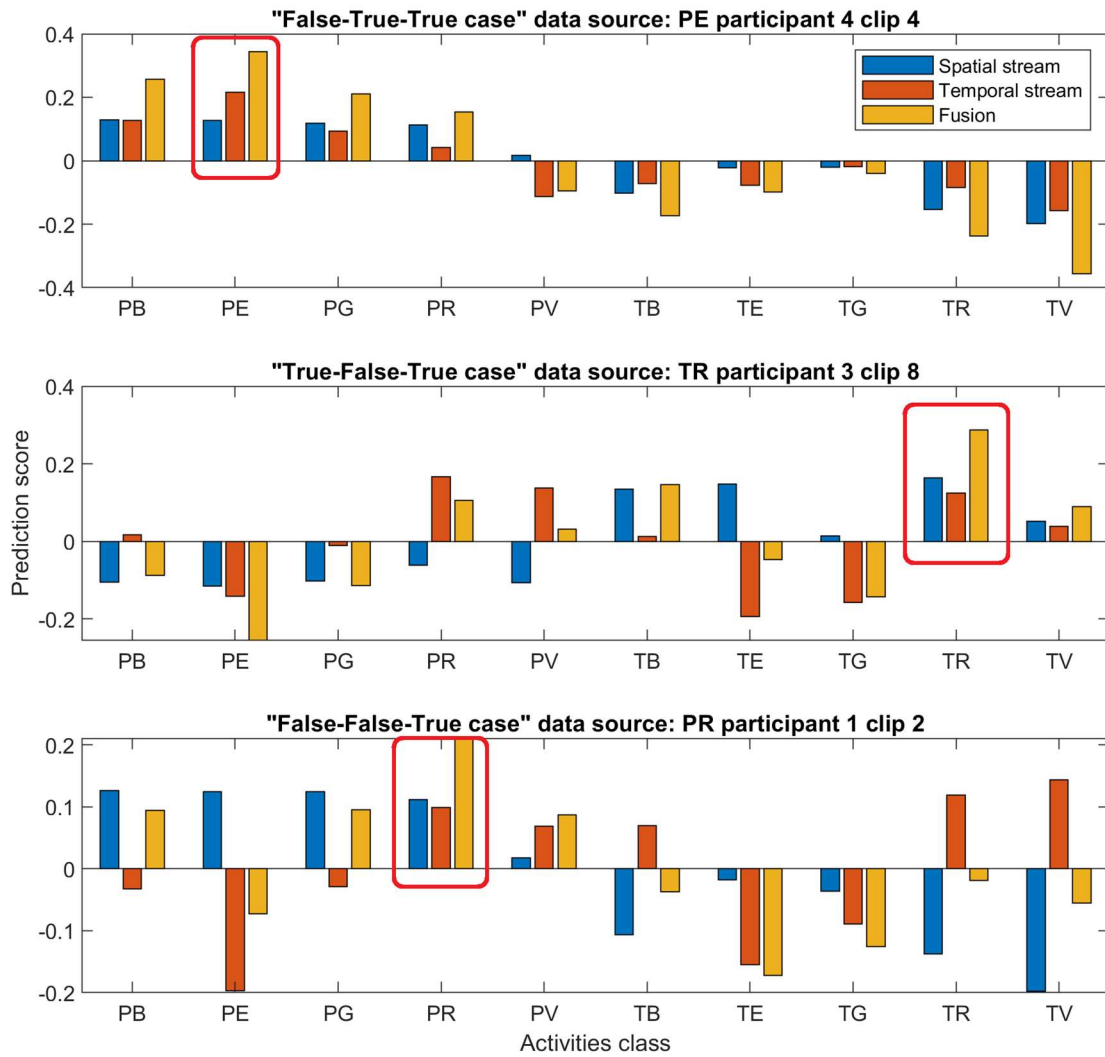 "False-True-True case" data source: PE participant 4 clip 4
0.4
0.2
0
-0.2
-0.4
Spatial stream
Temporal stream
Fusion
PB PE PG PR PV TB TE TG TR TV
"True-False-True case" data source: TR participant 3 clip 8
Prediction score
0.4
0.2
0
-0.2
PB PE PG PR PV TB TE TG TR TV
"False-False-True case" data source: PR participant 1 clip 2
0.2
0.1
0
-0.1
-0.2
PB PE PG PR PV TB TE TG TR TV
Activities class